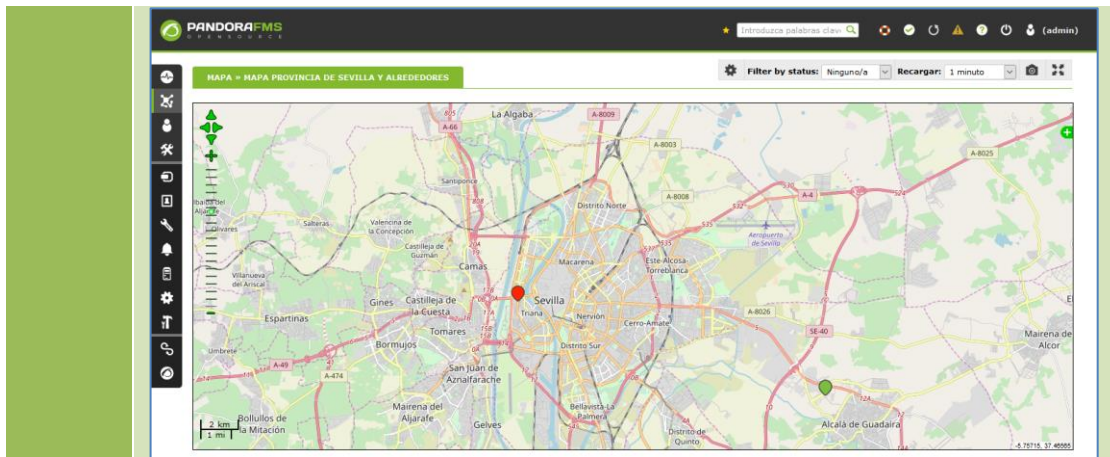 PANDORAFMS
OPENSOURCE
Introduzca palabras clave
(admin)
MAPA » MAPA PROVINCIA DE SEVILLA Y ALREDEDORES
Filter by status: Ninguno/a Recargar: 1 minuto
La Algaba
A-8009
A-66
A-8003
A-8025
Santiponce
A-8008
A-4
Distrito Norte
Salteras
Valencina de
la Concepción
Olivares
Aeropuerto
de Sevilla
Castilleja de
Guzmán
Camas
Macarena
Este-Alcosa-
Torreblanca
Villanueva
del Ariscal
Gines
Castilleja de
la Cuesta
Sevilla
Triana
Nervión
Cerro-Amate
A-8026
Espartinas
Tomares
SE-40
Mairena del
Alcor
Umbrete
Bormujos
Distrito Sur
A-49
A-474
San Juan de
Aznalfarache
Mairena del
Aljarafe
Bellavista-La
Palmera
Alcalá de Guadaíra
Bollullos de
la Mitación
Gelves
Distrito de
Quinto
2 km
1 mi